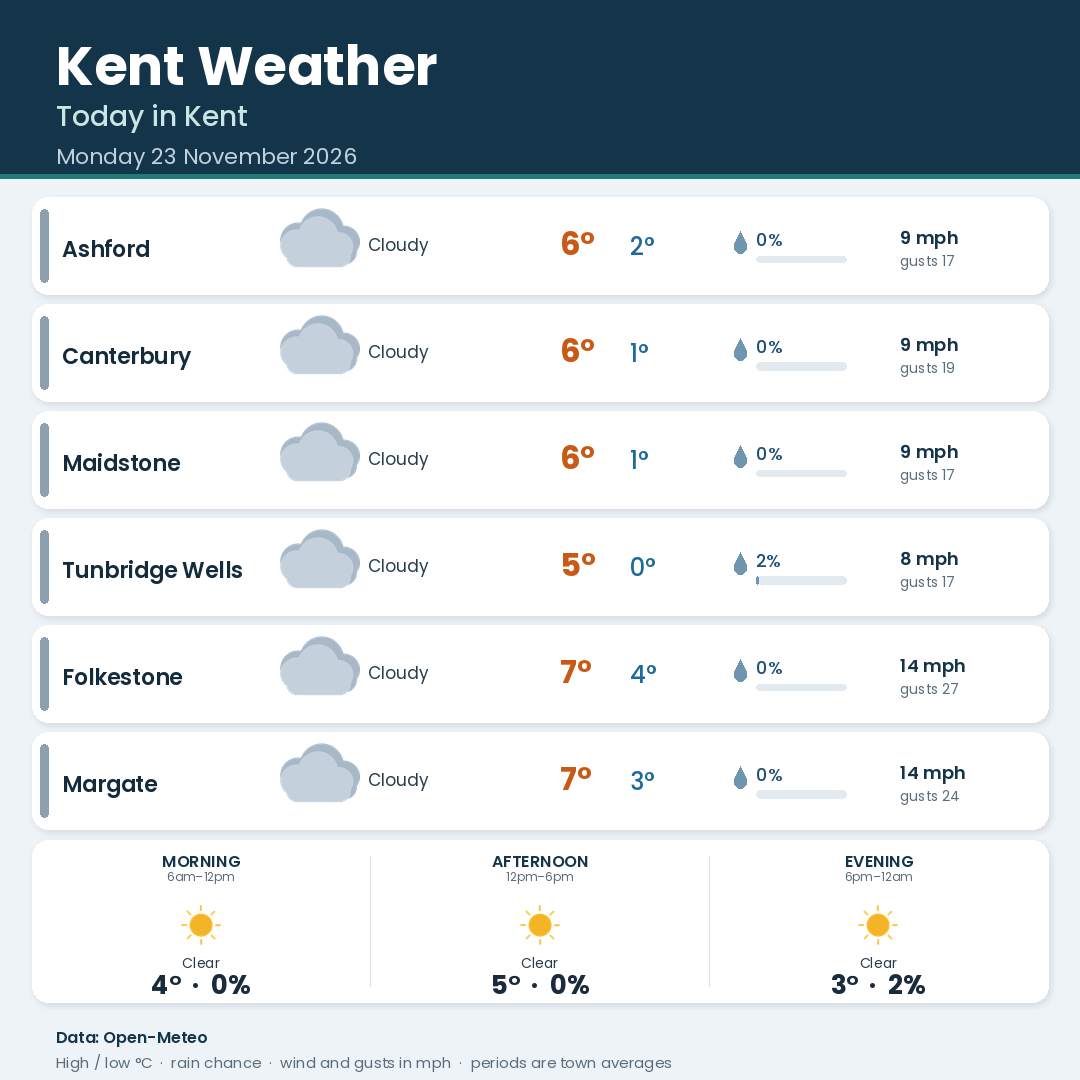 Kent Weather
Today in Kent
Monday 23 November 2026
Ashford Cloudy 6° 2° 0% 9 mph
gusts 17
Canterbury Cloudy 6° 1° 0% 9 mph
gusts 19
Maidstone Cloudy 6° 1° 0% 9 mph
gusts 17
Tunbridge Wells Cloudy 5° 0° 2% 8 mph
gusts 17
Folkestone Cloudy 7° 4° 0% 14 mph
gusts 27
Margate Cloudy 7° 3° 0% 14 mph
gusts 24
MORNING
6am–12pm
Clear
4° · 0%
AFTERNOON
12pm–6pm
Clear
5° · 0%
EVENING
6pm–12am
Clear
3° · 2%
Data: Open-Meteo
High / low °C · rain chance · wind and gusts in mph · periods are town averages